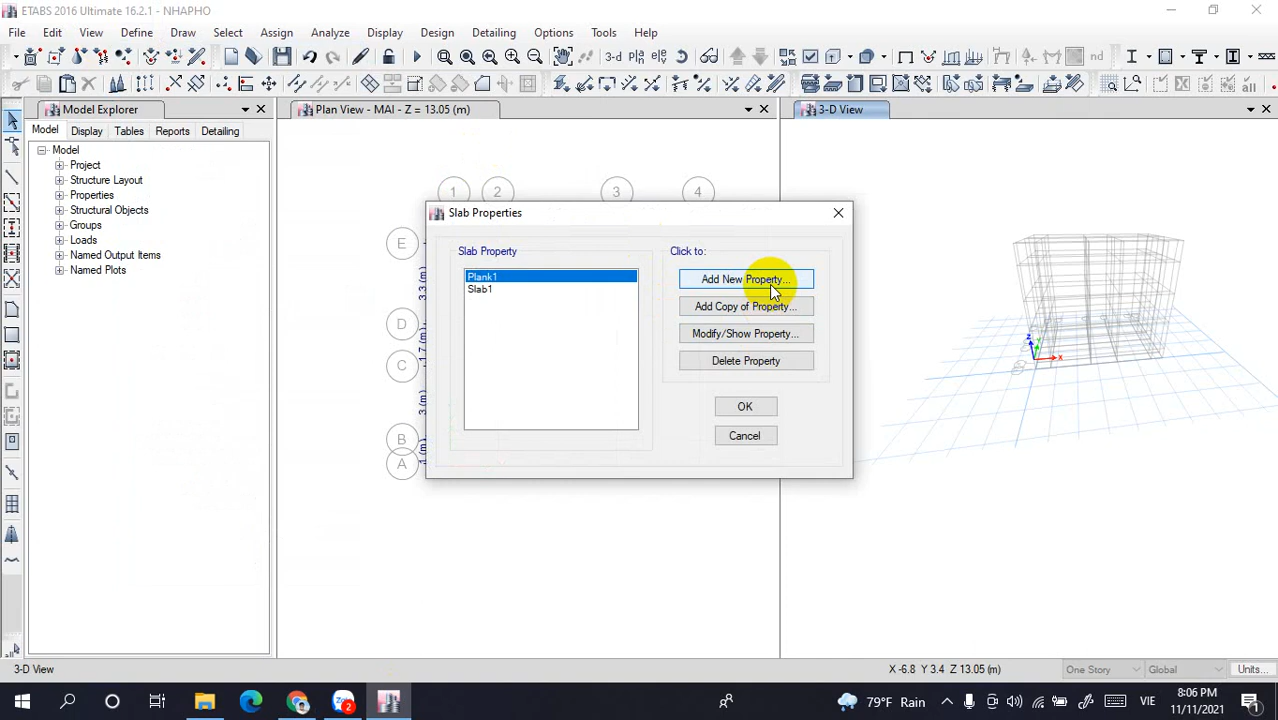 ETABS 2016 Ultimate 16.2.1 - NHAPHO
File Edit View Define Draw Select Assign Analyze Display Design Detailing Options Tools Help
3-d nd
all
Model Explorer
Plan View - MAI - Z = 13.05 (m)
3-D View
Model Display Tables Reports Detailing
Model
Project
Structure Layout
Properties
Structural Objects
Groups
Loads
Named Output Items
Named Plots
1 2 3 4
E
D
C
B
A
Slab Properties
Slab Property
Plank1
Slab1
Click to:
Add New Property...
Add Copy of Property...
Modify/Show Property...
Delete Property
OK
Cancel
X
3-D View
X -6.8 Y 3.4 Z 13.05 (m)
One Story
Global
Units...
79°F Rain
VIE
8:06 PM
11/11/2021
2
1